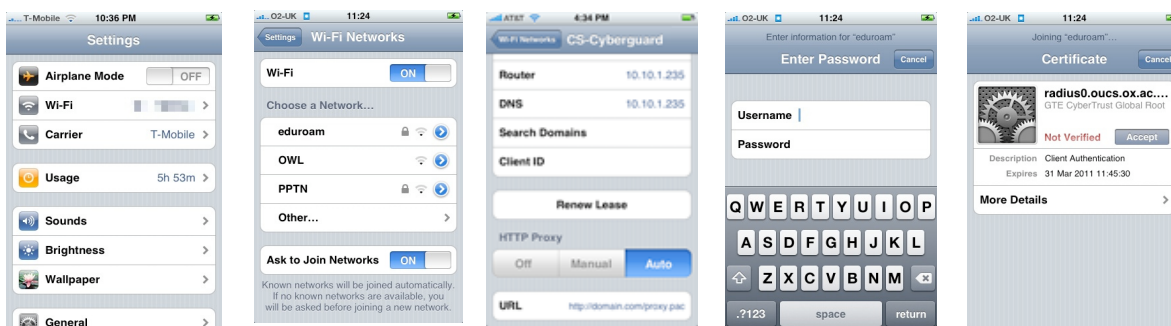 T-Mobile 10:36 PM
Settings
Airplane Mode OFF
Wi-Fi
Carrier T-Mobile
Usage 5h 53m
Sounds
Brightness
Wallpaper
General
O2-UK 11:24
Settings Wi-Fi Networks
Wi-Fi ON
Choose a Network...
eduroam
OWL
PPTN
Other...
Ask to Join Networks ON
Known networks will be joined automatically.
If no known networks are available, you
will be asked before joining a new network.
AT&T 4:34 PM
Wi-Fi Networks CS-Cyberguard
Router 10.10.1.235
DNS 10.10.1.235
Search Domains
Client ID
Renew Lease
HTTP Proxy
Off Manual Auto
URL http://domain.com/proxy.pac
O2-UK 11:24
Enter information for "eduroam"
Enter Password Cancel
Username
Password
Q W E R T Y U I O P
A S D F G H J K L
Z X C V B N M
.?123 space return
O2-UK 11:24
Joining "eduroam"...
Certificate Cance
radius0.oucs.ox.ac....
GTE CyberTrust Global Root
Not Verified Accept
Description Client Authentication
Expires 31 Mar 2011 11:45:30
More Details